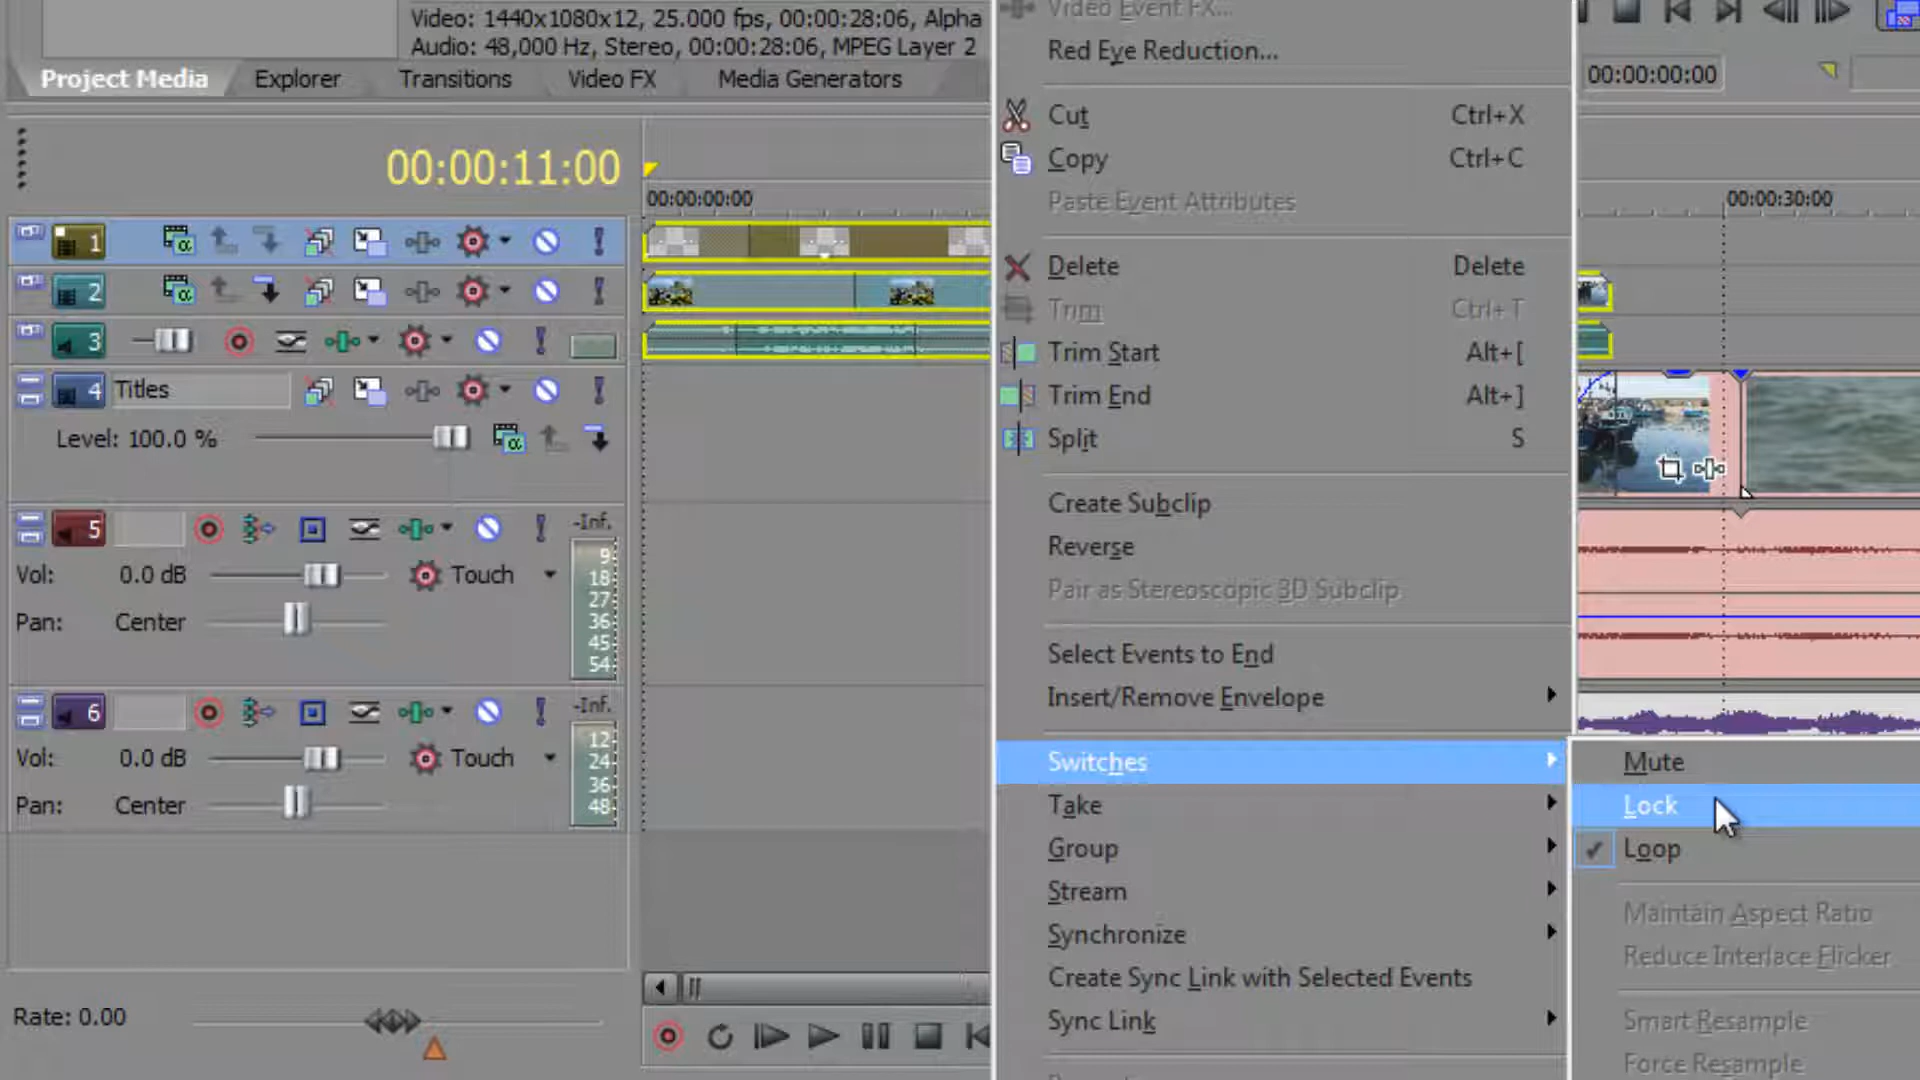 Video: 1440x1080x12, 25.000 fps, 00:00:28:06, Alpha
Audio: 48,000 Hz, Stereo, 00:00:28:06, MPEG Layer 2
Project Media
Explorer
Transitions
Video FX
Media Generators
00:00:11:00
00:00:00:00
1
2
3
4
Titles
Level: 100.0 %
5
-Inf.
Vol:
0.0 dB
Touch
9
18
27
36
45
54
Pan:
Center
6
-Inf.
Vol:
0.0 dB
Touch
12
24
36
48
Pan:
Center
Rate: 0.00
Video Event FX...
Red Eye Reduction...
Cut
Ctrl+X
Copy
Ctrl+C
Paste Event Attributes
Delete
Delete
Trim
Ctrl+T
Trim Start
Alt+[
Trim End
Alt+]
Split
S
Create Subclip
Reverse
Pair as Stereoscopic 3D Subclip
Select Events to End
Insert/Remove Envelope
Switches
Take
Group
Stream
Synchronize
Create Sync Link with Selected Events
Sync Link
00:00:00:00
00:00:30:00
Mute
Lock
Loop
Maintain Aspect Ratio
Reduce Interlace Flicker
Smart Resample
Force Resample